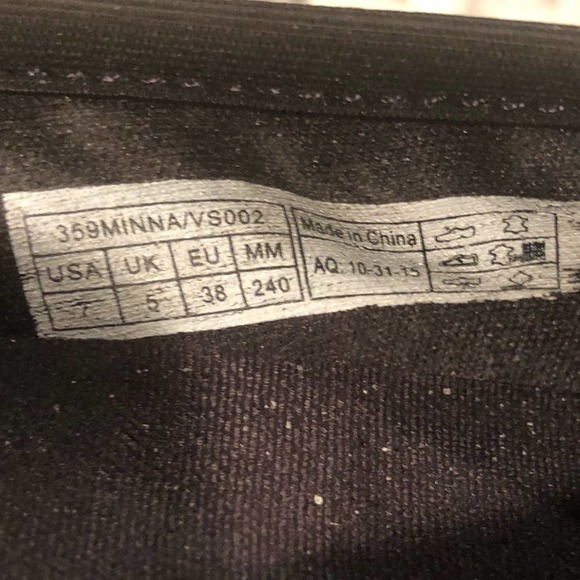 359MINNA/VS002
USA UK EU MM
7 5 38 240
Made in China
AQ. 10-31-15